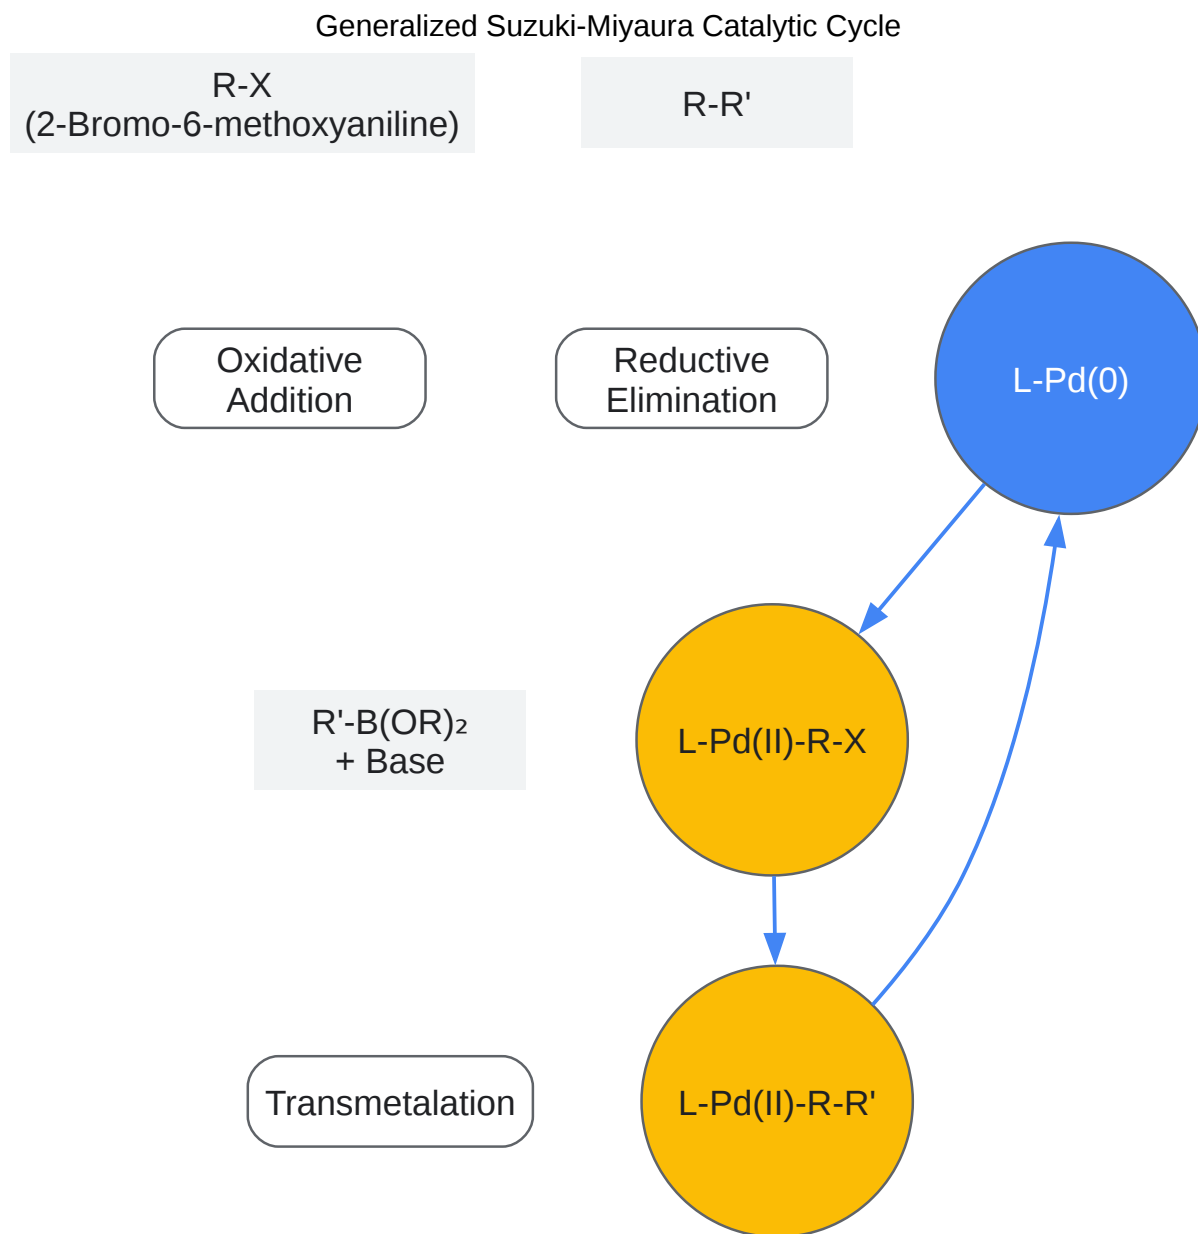 Generalized Suzuki-Miyaura Catalytic Cycle
R-X
(2-Bromo-6-methoxyaniline)
R-R'
Oxidative
Addition
Reductive
Elimination
L-Pd(0)
R'-B(OR)₂
+ Base
L-Pd(II)-R-X
Transmetalation
L-Pd(II)-R-R'